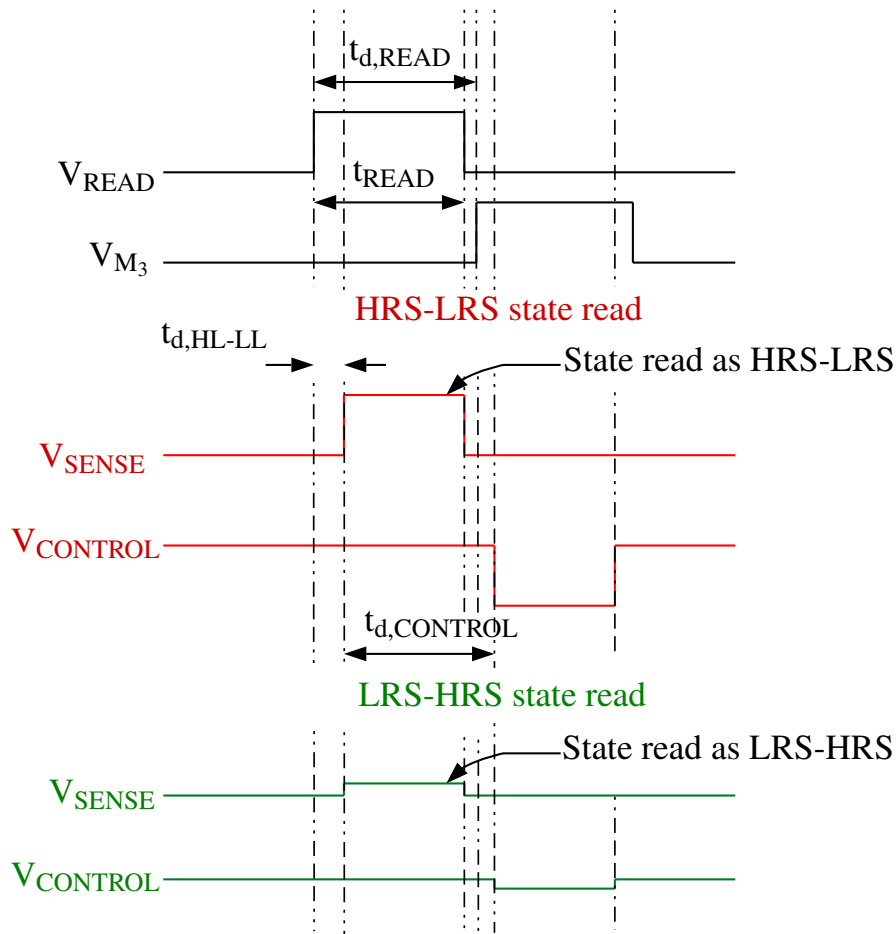 t_d,READ
V_READ
t_READ
V_M_3
HRS-LRS state read
t_d,HL-LL
State read as HRS-LRS
V_SENSE
V_CONTROL
t_d,CONTROL
LRS-HRS state read
State read as LRS-HRS
V_SENSE
V_CONTROL